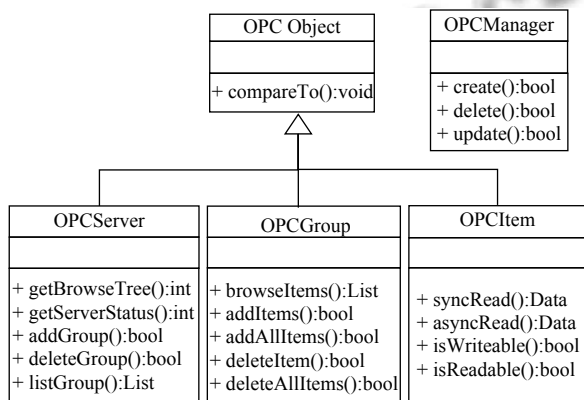 OPC Object
+ compareTo():void
OPCManager
+ create():bool
+ delete():bool
+ update():bool
OPCServer
+ getBrowseTree():int
+ getServerStatus():int
+ addGroup():bool
+ deleteGroup():bool
+ listGroup():List
OPCGroup
+ browseItems():List
+ addItems():bool
+ addAllItems():bool
+ deleteItem():bool
+ deleteAllItems():bool
OPCItem
+ syncRead():Data
+ asyncRead():Data
+ isWriteable():bool
+ isReadable():bool